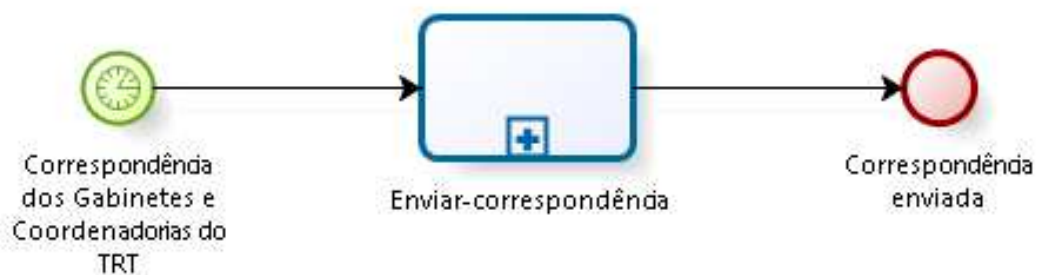 Correspondência
dos Gabinetes e
Coordenadorias do
TRT
Enviar-correspondência
Correspondência
enviada